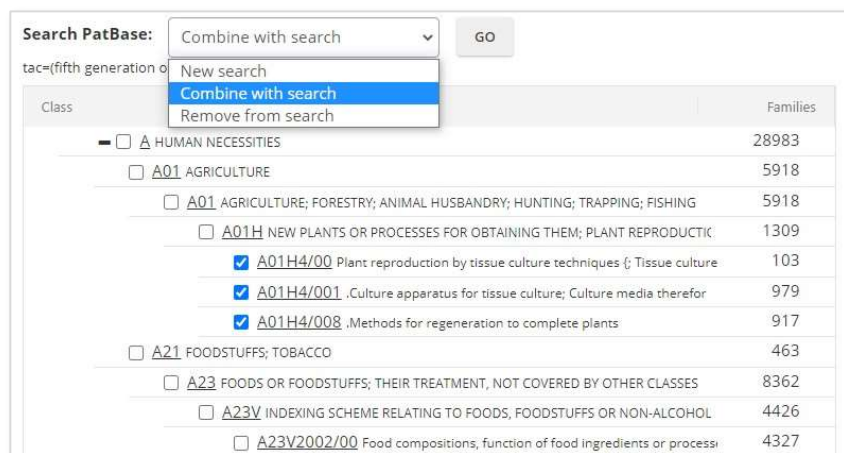 Search PatBase: Combine with search GO
tac=(fifth generation o
New search
Combine with search
Remove from search
Class Families
A HUMAN NECESSITIES 28983
A01 AGRICULTURE 5918
A01 AGRICULTURE; FORESTRY; ANIMAL HUSBANDRY; HUNTING; TRAPPING; FISHING 5918
A01H NEW PLANTS OR PROCESSES FOR OBTAINING THEM; PLANT REPRODUCTIC 1309
A01H4/00 Plant reproduction by tissue culture techniques {; Tissue culture 103
A01H4/001 .Culture apparatus for tissue culture; Culture media therefor 979
A01H4/008 .Methods for regeneration to complete plants 917
A21 FOODSTUFFS; TOBACCO 463
A23 FOODS OR FOODSTUFFS; THEIR TREATMENT, NOT COVERED BY OTHER CLASSES 8362
A23V INDEXING SCHEME RELATING TO FOODS, FOODSTUFFS OR NON-ALCOHOL 4426
A23V2002/00 Food compositions, function of food ingredients or processe 4327